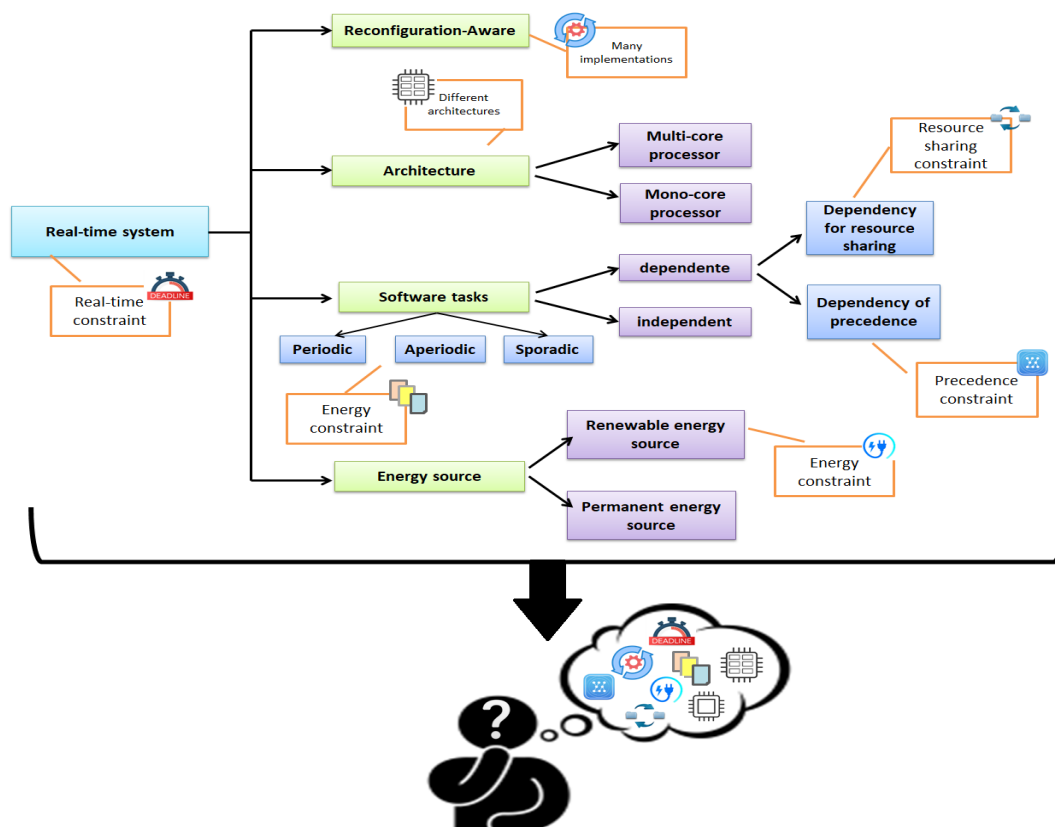 Reconfiguration-Aware
Many
implementations
Different
architectures
Multi-core
processor
Architecture
Mono-core
processor
Resource
sharing
constraint
Real-time system
Dependency
for resource
sharing
dependente
DEADLINE
Real-time
constraint
Software tasks
independent
Dependency of
precedence
Periodic
Aperiodic
Sporadic
Precedence
constraint
Energy
constraint
Renewable energy
source
Energy
constraint
Energy source
Permanent energy
source
DEADLINE
?